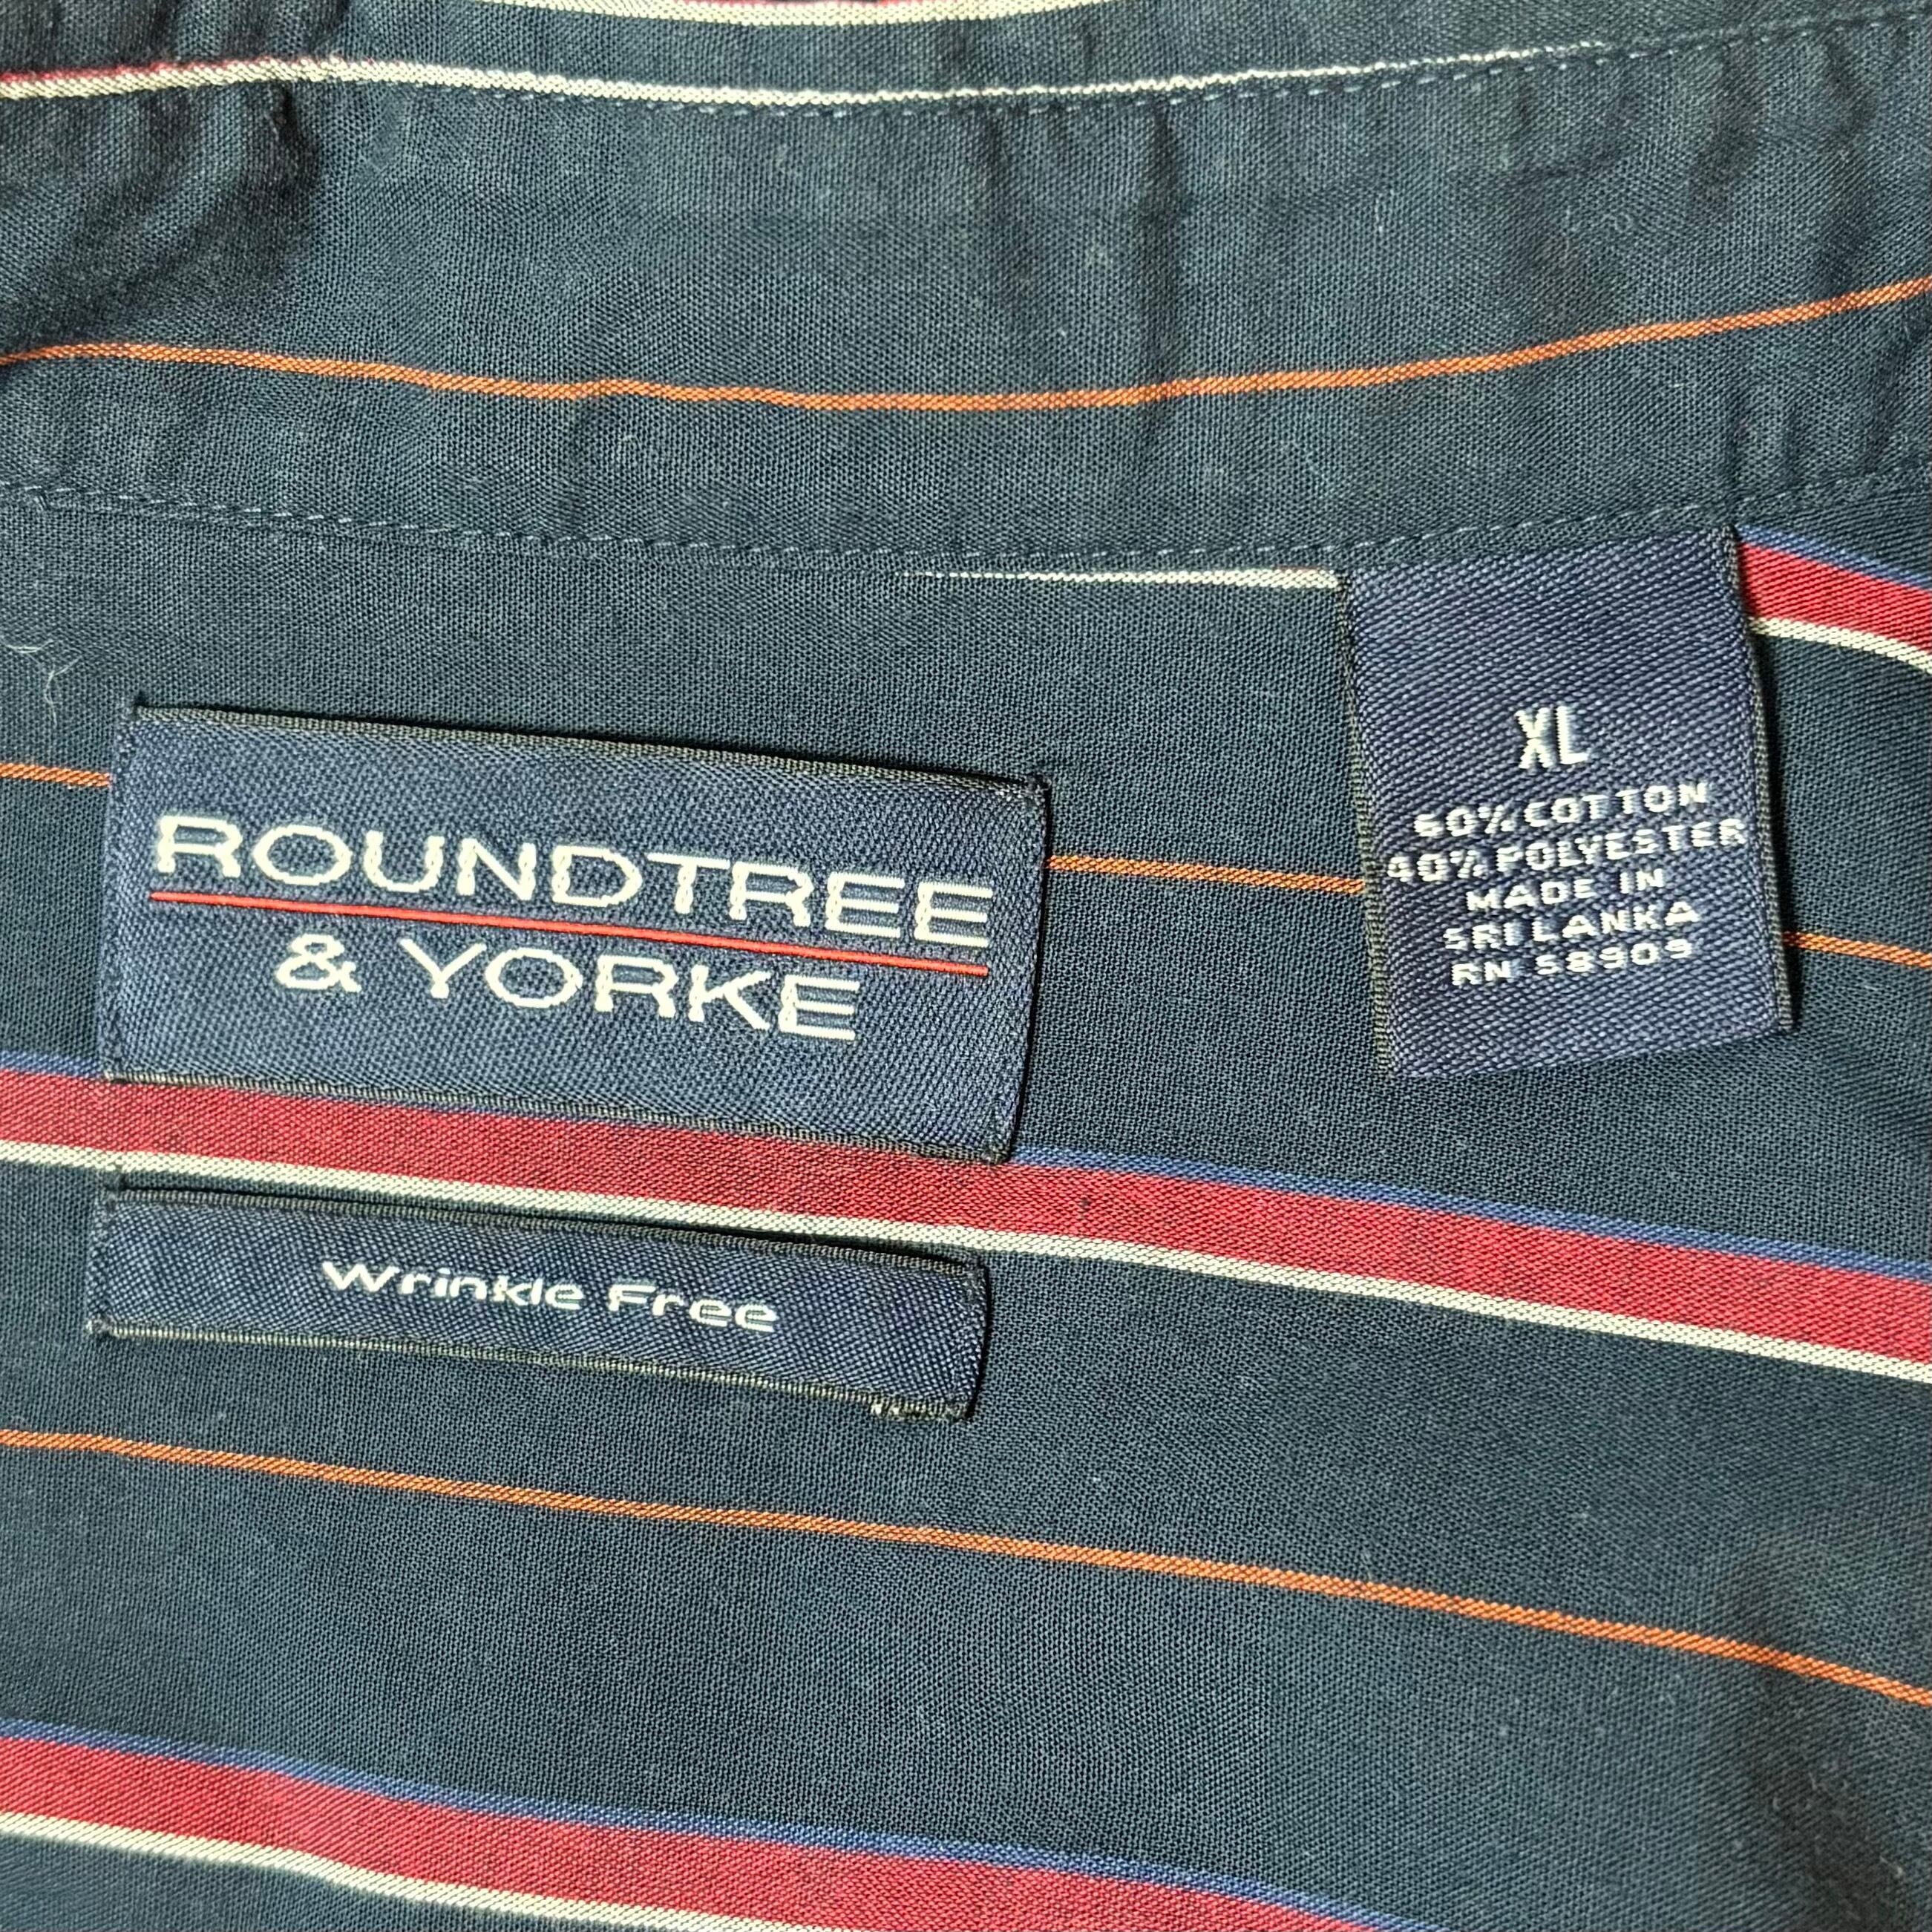 ROUNDTREE
& YORKE
Wrinkle Free
XL
60% COTTON
40% POLYESTER
MADE IN
SRI LANKA
RN 58909